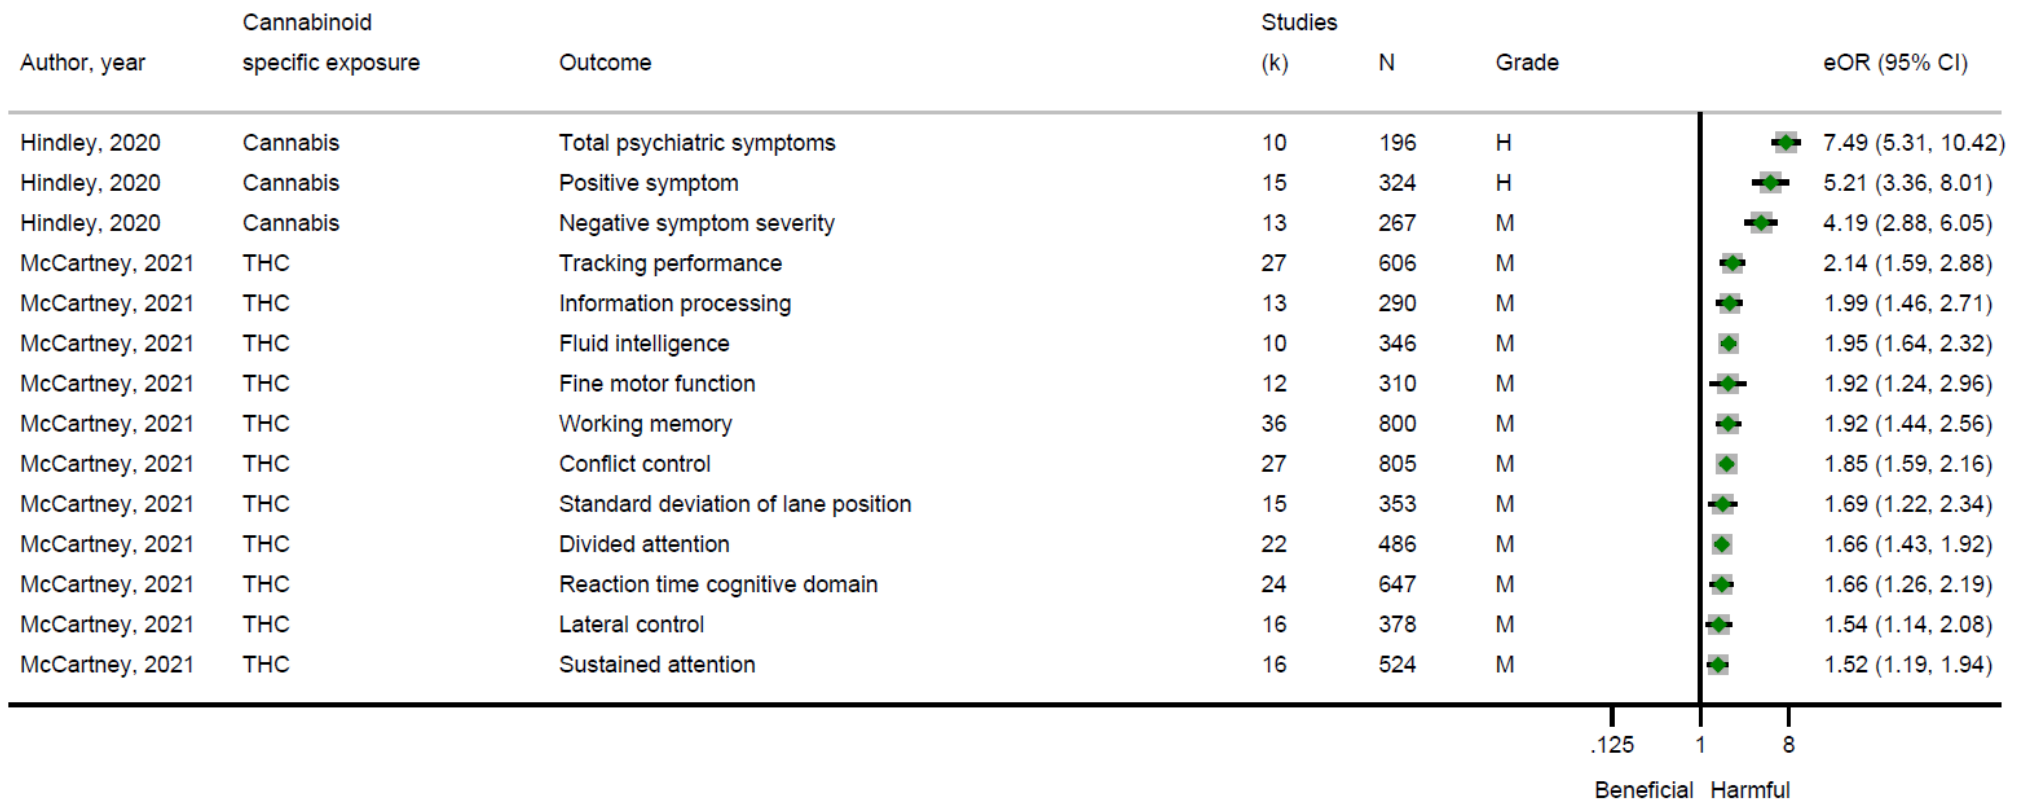 Cannabinoid Studies
Author, year specific exposure Outcome (k) N Grade eOR (95% CI)
Hindley, 2020 Cannabis Total psychiatric symptoms 10 196 H 7.49 (5.31, 10.42)
Hindley, 2020 Cannabis Positive symptom 15 324 H 5.21 (3.36, 8.01)
Hindley, 2020 Cannabis Negative symptom severity 13 267 M 4.19 (2.88, 6.05)
McCartney, 2021 THC Tracking performance 27 606 M 2.14 (1.59, 2.88)
McCartney, 2021 THC Information processing 13 290 M 1.99 (1.46, 2.71)
McCartney, 2021 THC Fluid intelligence 10 346 M 1.95 (1.64, 2.32)
McCartney, 2021 THC Fine motor function 12 310 M 1.92 (1.24, 2.96)
McCartney, 2021 THC Working memory 36 800 M 1.92 (1.44, 2.56)
McCartney, 2021 THC Conflict control 27 805 M 1.85 (1.59, 2.16)
McCartney, 2021 THC Standard deviation of lane position 15 353 M 1.69 (1.22, 2.34)
McCartney, 2021 THC Divided attention 22 486 M 1.66 (1.43, 1.92)
McCartney, 2021 THC Reaction time cognitive domain 24 647 M 1.66 (1.26, 2.19)
McCartney, 2021 THC Lateral control 16 378 M 1.54 (1.14, 2.08)
McCartney, 2021 THC Sustained attention 16 524 M 1.52 (1.19, 1.94)
.125 1 8
Beneficial Harmful